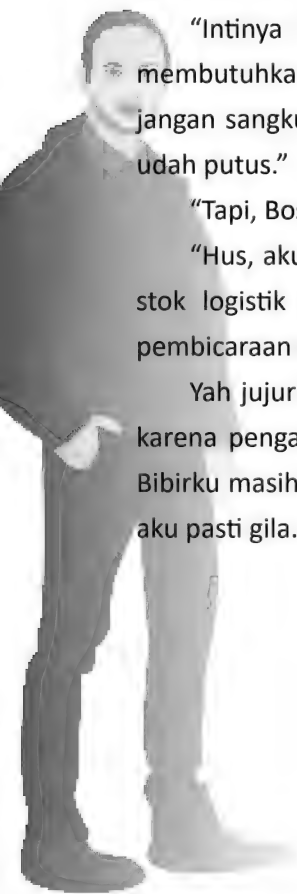 “Intinya
membutuhka
jangan sangku
udah putus.”
“Tapi, Bos
“Hus, aku
stok logistik
pembicaraan
Yah jujur
karena penga
Bibirku masih
aku pasti gila.